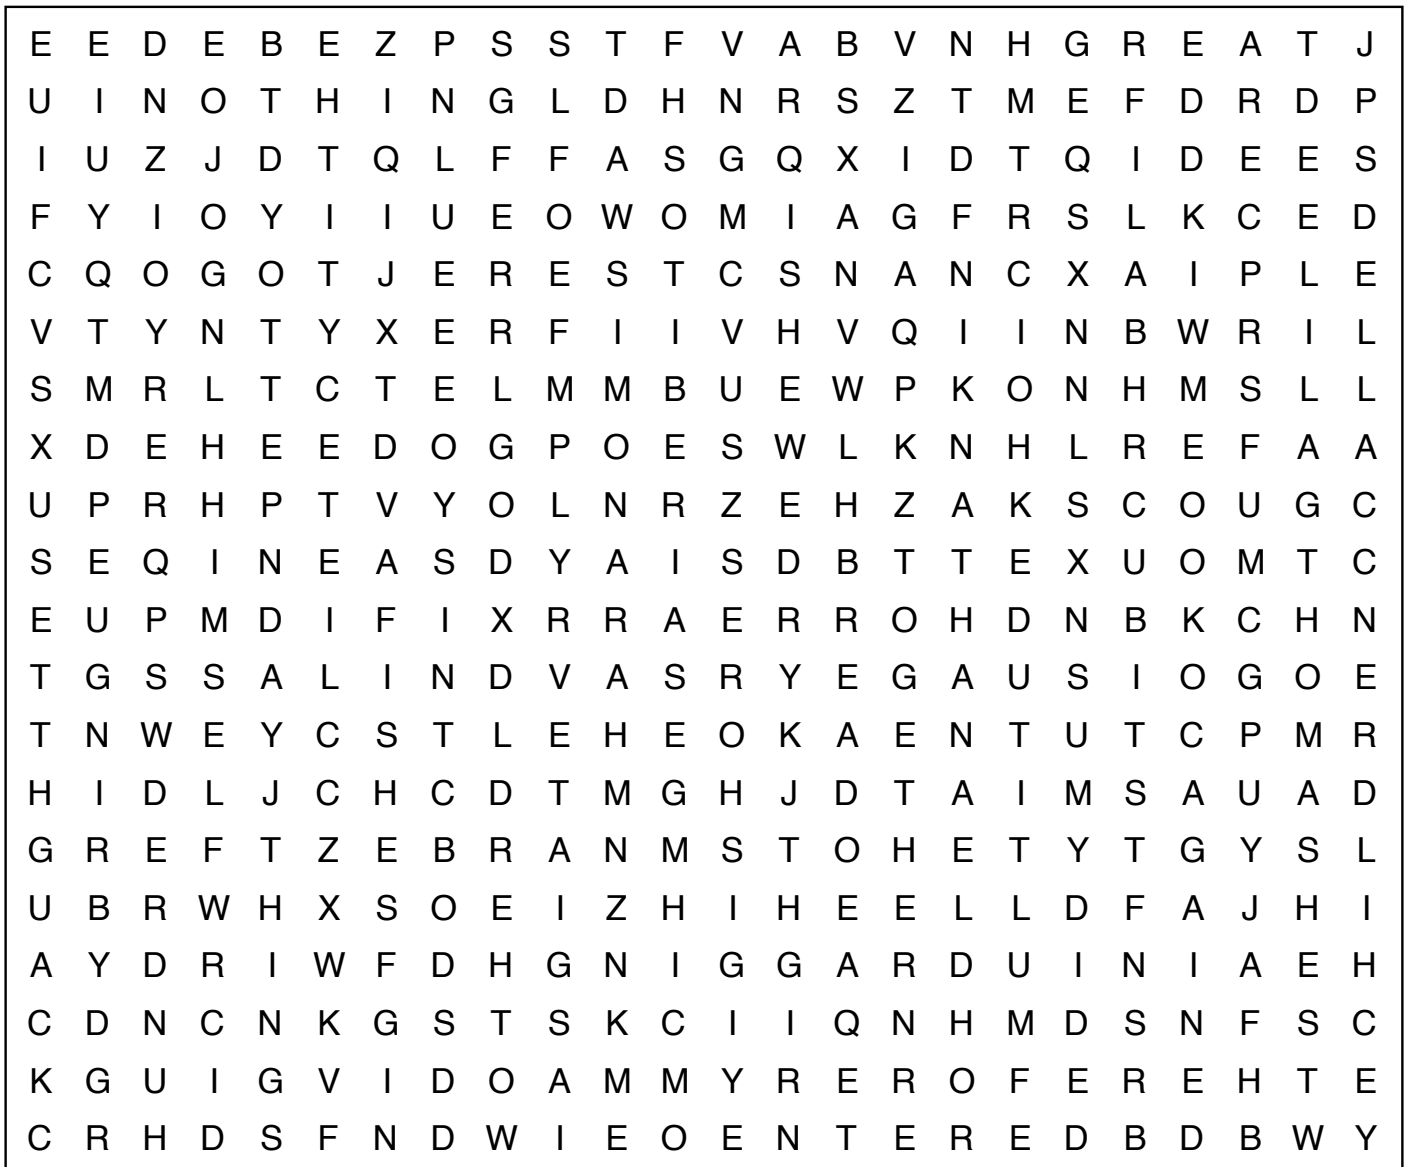 E E D E B E Z P S S T F V A B V N H G R E A T J
U I N O T H I N G L D H N R S Z T M E F D R D P
I U Z J D T Q L F F A S G Q X I D T Q I D E E S
F Y I O Y I I U E O W O M I A G F R S L K C E D
C Q O G O T J E R E S T C S N A N C X A I P L E
V T Y N T Y X E R F I I V H V Q I I N B W R I L
S M R L T C T E L M M B U E W P K O N H M S L L
X D E H E E D O G P O E S W L K N H L R E F A A
U P R H P T V Y O L N R Z E H Z A K S C O U G C
S E Q I N E A S D Y A I S D B T T E X U O M T C
E U P M D I F I X R R A E R R O H D N B K C H N
T G S S A L I N D V A S R Y E G A U S I O G O E
T N W E Y C S T L E H E O K A E N T U T C P M R
H I D L J C H C D T M G H J D T A I M S A U A D
G R E F T Z E B R A N M S T O H E T Y T G Y S L
U B R W H X S O E I Z H I H E E L L D F A J H I
A Y D R I W F D H G N I G G A R D U I N I A E H
C D N C N K G S T S K C I I Q N H M D S N F S C
K G U I G V I D O A M M Y R E R O F E R E H T E
C R H D S F N D W I E O E N T E R E D B D B W Y